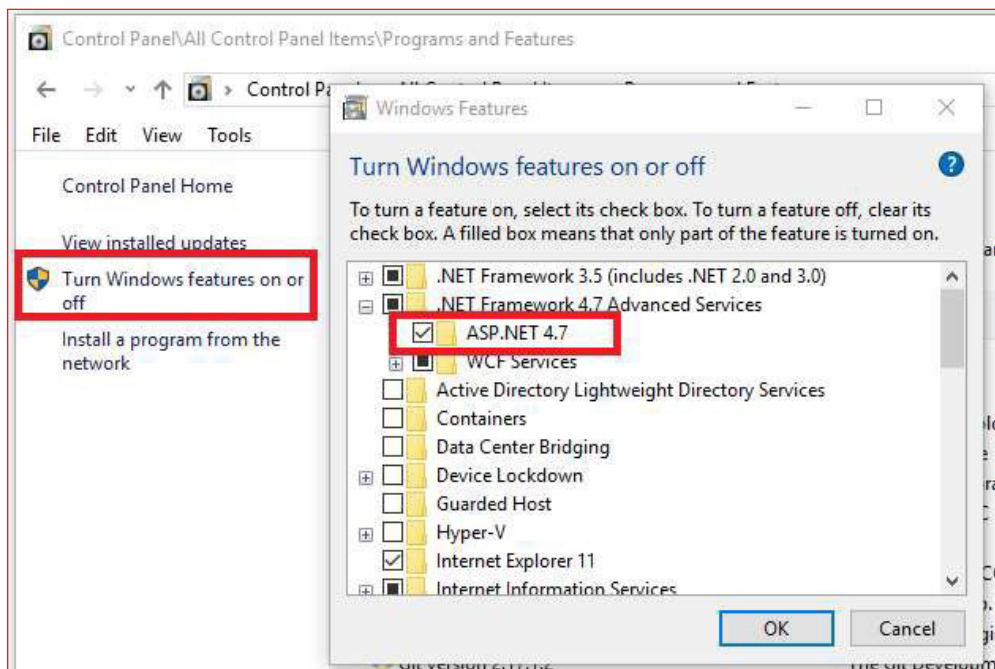 Control Panel\All Control Panel Items\Programs and Features
Control Pa
File Edit View Tools
Control Panel Home
View installed updates
Turn Windows features on or
off
Install a program from the
network
Windows Features
Turn Windows features on or off
To turn a feature on, select its check box. To turn a feature off, clear its
check box. A filled box means that only part of the feature is turned on.
.NET Framework 3.5 (includes .NET 2.0 and 3.0)
.NET Framework 4.7 Advanced Services
ASP.NET 4.7
WCF Services
Active Directory Lightweight Directory Services
Containers
Data Center Bridging
Device Lockdown
Guarded Host
Hyper-V
Internet Explorer 11
Internet Information Services
OK Cancel